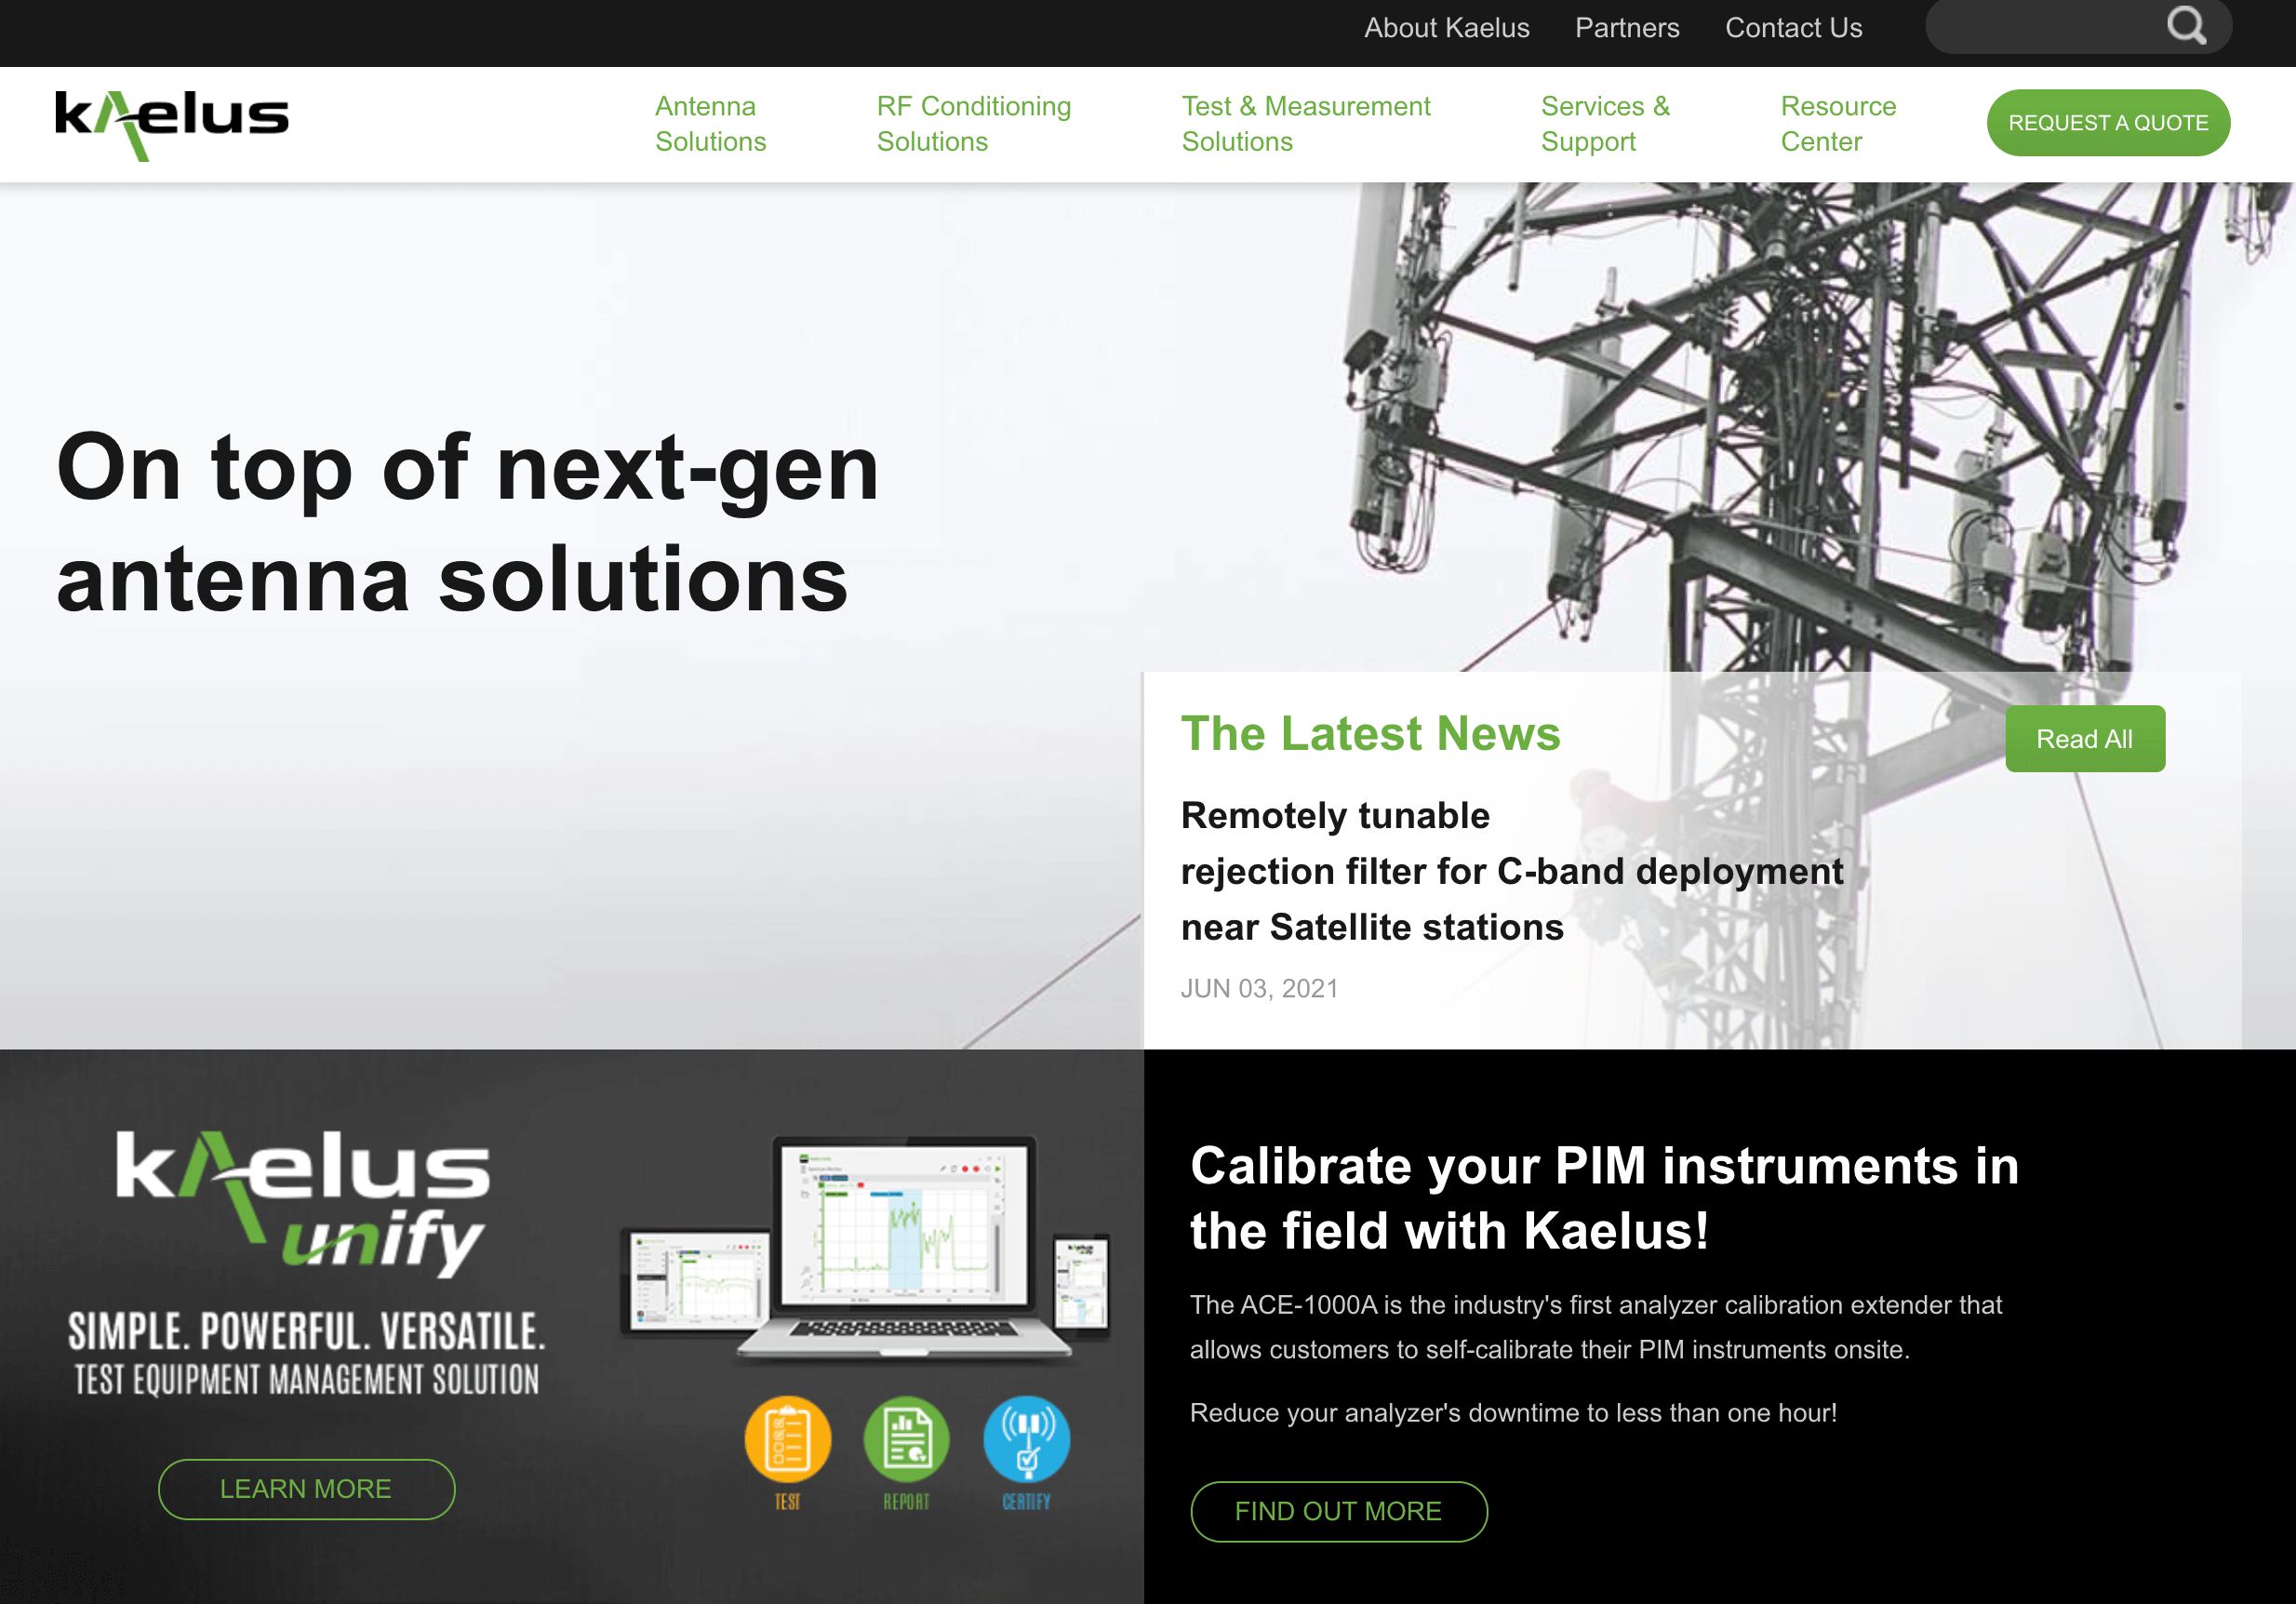 About Kaelus Partners Contact Us
kaelus
Antenna Solutions
RF Conditioning Solutions
Test & Measurement Solutions
Services & Support
Resource Center
REQUEST A QUOTE
On top of next-gen
antenna solutions
The Latest News
Read All
Remotely tunable
rejection filter for C-band deployment
near Satellite stations
JUN 03, 2021
kaelus
unify
SIMPLE. POWERFUL. VERSATILE.
TEST EQUIPMENT MANAGEMENT SOLUTION
LEARN MORE
TEST REPORT CERTIFY
Calibrate your PIM instruments in
the field with Kaelus!
The ACE-1000A is the industry's first analyzer calibration extender that
allows customers to self-calibrate their PIM instruments onsite.
Reduce your analyzer's downtime to less than one hour!
FIND OUT MORE